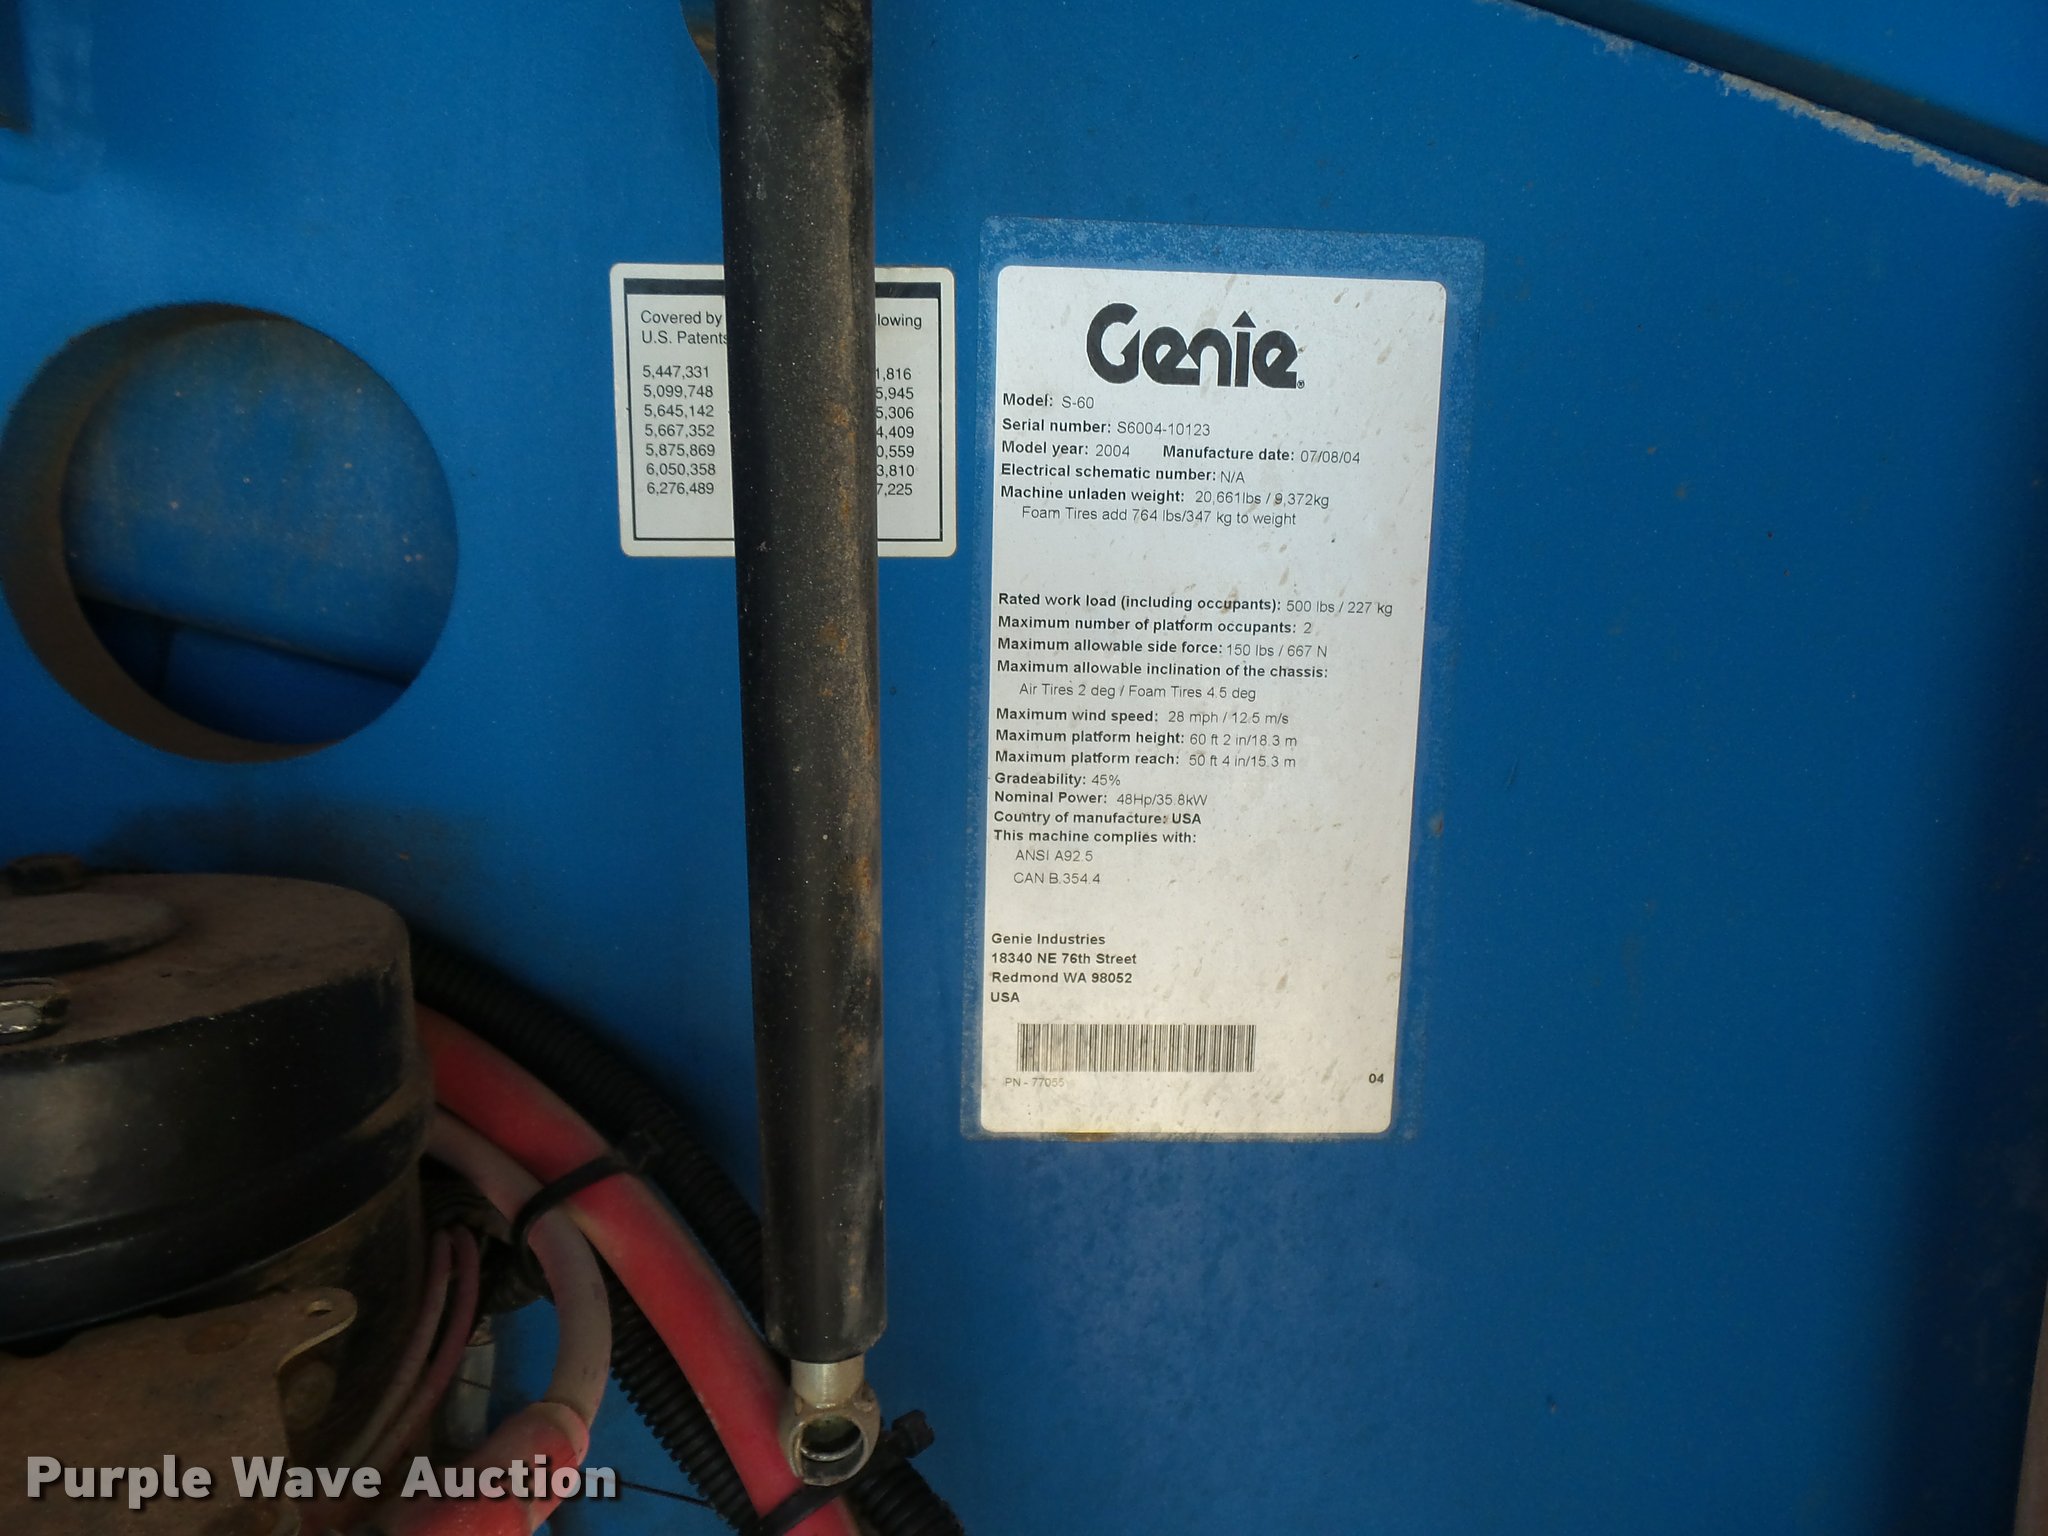 Covered by
lowing
U.S. Patents
5,447,331
5,099,748
5,645,142
5,667,352
5,875,869
6,050,358
6,276,489
1,816
5,945
5,306
4,409
0,559
3,810
7,225
Genie®
Model: S-60
Serial number: S6004-10123
Model year: 2004 Manufacture date: 07/08/04
Electrical schematic number: N/A
Machine unladen weight: 20,661lbs / 9,372kg
Foam Tires add 764 lbs/347 kg to weight
Rated work load (including occupants): 500 lbs / 227 kg
Maximum number of platform occupants: 2
Maximum allowable side force: 150 lbs / 667 N
Maximum allowable inclination of the chassis:
Air Tires 2 deg / Foam Tires 4.5 deg
Maximum wind speed: 28 mph / 12.5 m/s
Maximum platform height: 60 ft 2 in/18.3 m
Maximum platform reach: 50 ft 4 in/15.3 m
Gradeability: 45%
Nominal Power: 48Hp/35.8kW
Country of manufacture: USA
This machine complies with:
ANSI A92.5
CAN B.354.4
Genie Industries
18340 NE 76th Street
Redmond WA 98052
USA
PN - 77055
04
Purple Wave Auction